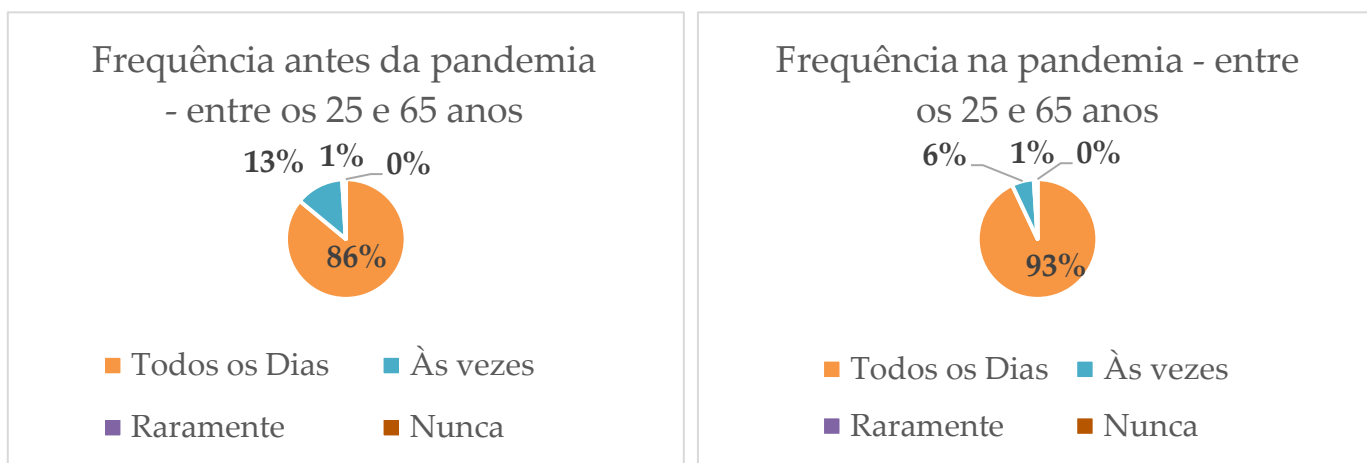 Frequência antes da pandemia
- entre os 25 e 65 anos
13% 1% 0%
86%
Todos os Dias Às vezes
Raramente Nunca
Frequência na pandemia - entre
os 25 e 65 anos
6% 1% 0%
93%
Todos os Dias Às vezes
Raramente Nunca